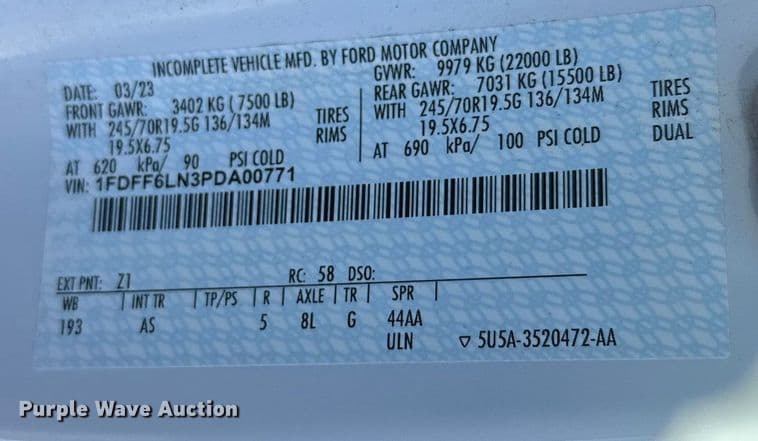 INCOMPLETE VEHICLE MFD. BY FORD MOTOR COMPANY
DATE: 03/23
GVWR: 9979 KG (22000 LB)
FRONT GAWR: 3402 KG (7500 LB)
REAR GAWR: 7031 KG (15500 LB)
WITH 245/70R19.5G 136/134M TIRES
WITH 245/70R19.5G 136/134M TIRES
19.5X6.75 RIMS
19.5X6.75 RIMS
AT 620 kPa/ 90 PSI COLD
AT 690 kPa/ 100 PSI COLD DUAL
VIN: 1FDFF6LN3PDA00771
EXT PNT: Z1 RC: 58 DSO:
WB INT TR TP/PS R AXLE TR SPR
193 AS 5 8L G 44AA
ULN 5U5A-3520472-AA
Purple Wave Auction